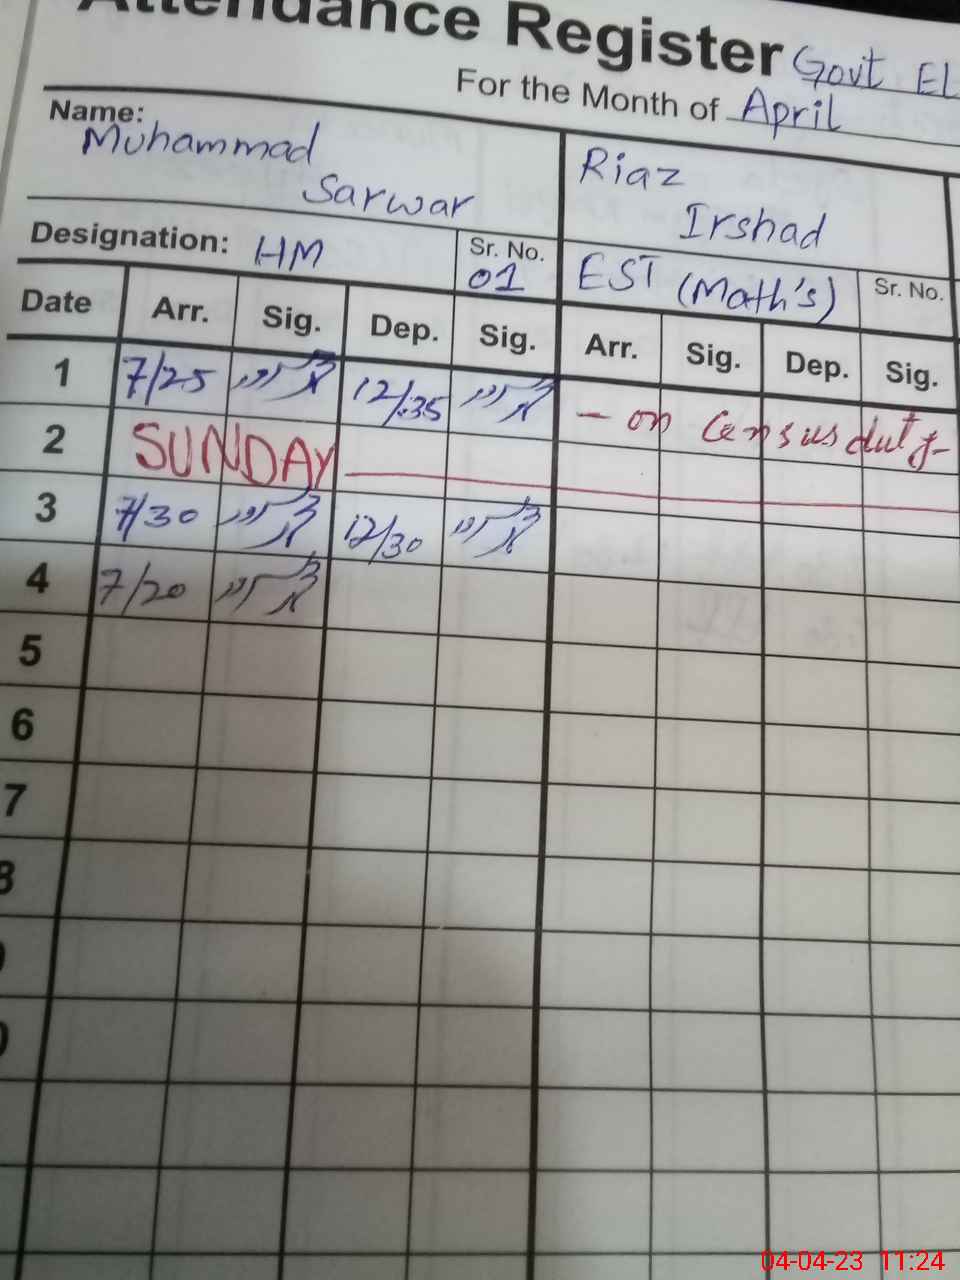 Attendance Register Govt El
For the Month of April
Name:
Muhammad
Sarwar
Riaz
Irshad
Designation: HM
Sr. No.
01
EST (Math's)
Sr. No.
Date Arr. Sig. Dep. Sig. Arr. Sig. Dep. Sig.
1 7/25 12/:35 - on Census duty-
2 SUNDAY
3 7/30 12/30
4 7/20
5
6
7
8
04-04-23 11:24